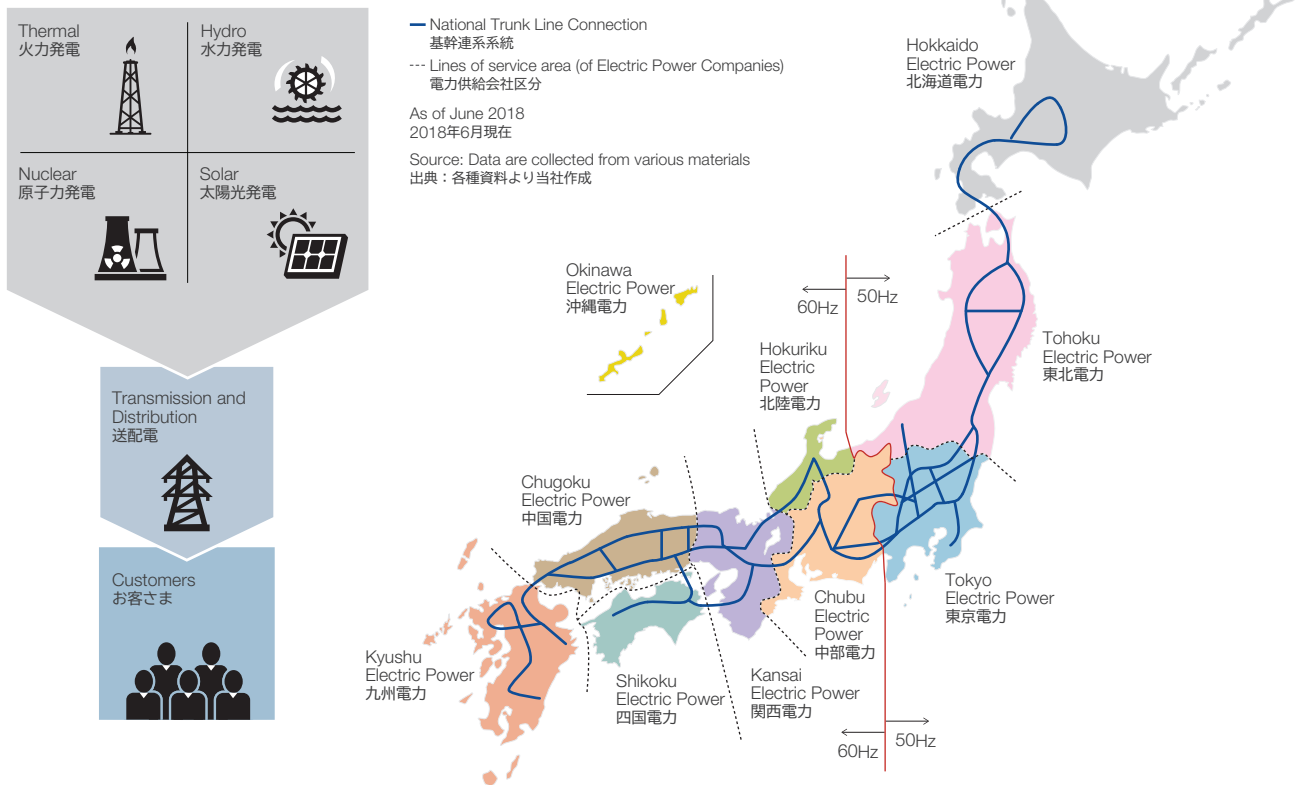 Thermal
火力発電
Hydro
水力発電
Nuclear
原子力発電
Solar
太陽光発電
Transmission and
Distribution
送配電
Customers
お客さま
National Trunk Line Connection
基幹連系系統
Lines of service area (of Electric Power Companies)
電力供給会社区分
As of June 2018
2018年6月現在
Source: Data are collected from various materials
出典：各種資料より当社作成
Hokkaido
Electric Power
北海道電力
Okinawa
Electric Power
沖縄電力
60Hz
50Hz
Hokuriku
Electric
Power
北陸電力
Tohoku
Electric Power
東北電力
Chugoku
Electric Power
中国電力
Tokyo
Electric Power
東京電力
Chubu
Electric
Power
中部電力
Kyushu
Electric Power
九州電力
Shikoku
Electric Power
四国電力
Kansai
Electric Power
関西電力
60Hz
50Hz